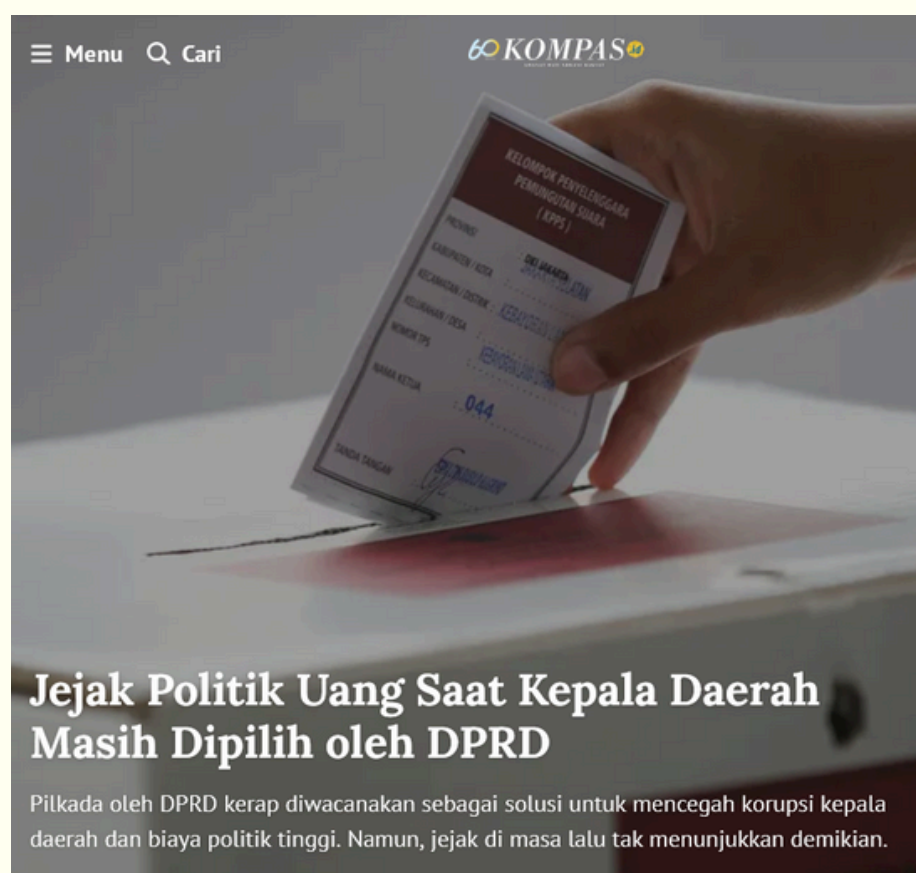 Menu Cari
60 KOMPAS.id
KELOMPOK PENYELENGGARA
PEMUNGUTAN SUARA
( KPPS )
PROVINSI : DKI JAKARTA
KABUPATEN / KOTA
KECAMATAN / DISTRIK :
KELURAHAN / DESA :
NOMOR TPS
: 044
NAMA KETUA
TANDA TANGAN
Jejak Politik Uang Saat Kepala Daerah
Masih Dipilih oleh DPRD
Pilkada oleh DPRD kerap diwacanakan sebagai solusi untuk mencegah korupsi kepala
daerah dan biaya politik tinggi. Namun, jejak di masa lalu tak menunjukkan demikian.